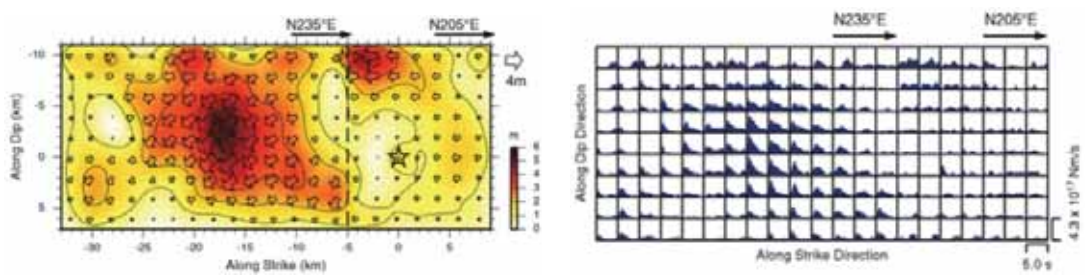 N235°E
N205°E
-10
-5
0
5
Along Dip (km)
-30
-25
-20
-15
-10
-5
0
5
Along Strike (km)
4m
m
6
5
4
3
2
1
0
N235°E
N205°E
Along Dip Direction
Along Strike Direction
4.3 x 10¹⁷ Nm/s
5.0 s